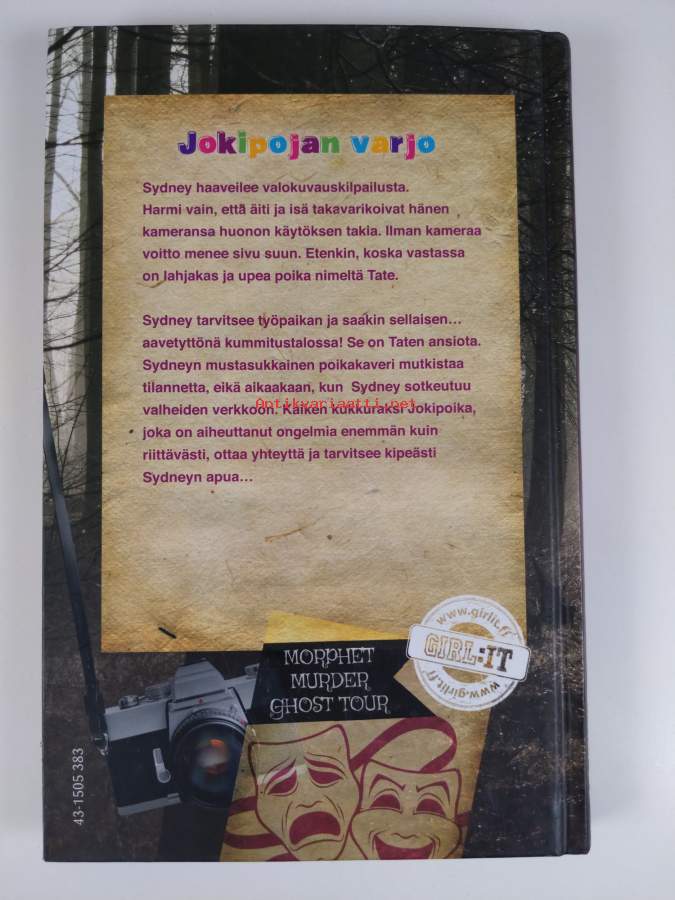 Jokipojan varjo
Sydney haaveilee valokuvauskilpailusta.
Harmi vain, että äiti ja isä takavarikoivat hänen
kameransa huonon käytöksen takia. Ilman kameraa
voitto menee sivu suun. Etenkin, koska vastassa
on lahjakas ja upea poika nimeltä Tate.
Sydney tarvitsee työpaikan ja saakin sellaisen…
aavetyttönä kummitustalossa! Se on Taten ansiota.
Sydneyn mustasukkainen poikakaveri mutkistaa
tilannetta, eikä aikaakaan, kun Sydney sotkeutuu
valheiden verkkoon. Kaiken kukkuraksi Jokipoika,
Antikvariaatti.net
joka on aiheuttanut ongelmia enemmän kuin
riittävästi, ottaa yhteyttä ja tarvitsee kipeästi
Sydneyn apua…
www.girlit.fi
GIRL:IT
www.girlit.fi
MORPHET
MURDER
GHOST TOUR
43-1505 383